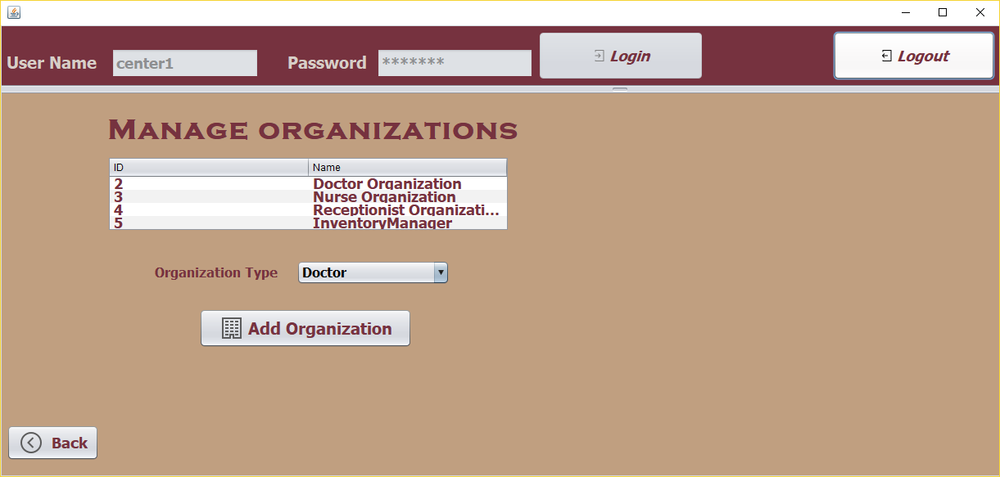 User Name center1 Password ******* Login Logout
Manage organizations
ID Name
2 Doctor Organization
3 Nurse Organization
4 Receptionist Organizati...
5 InventoryManager
Organization Type Doctor
Add Organization
Back